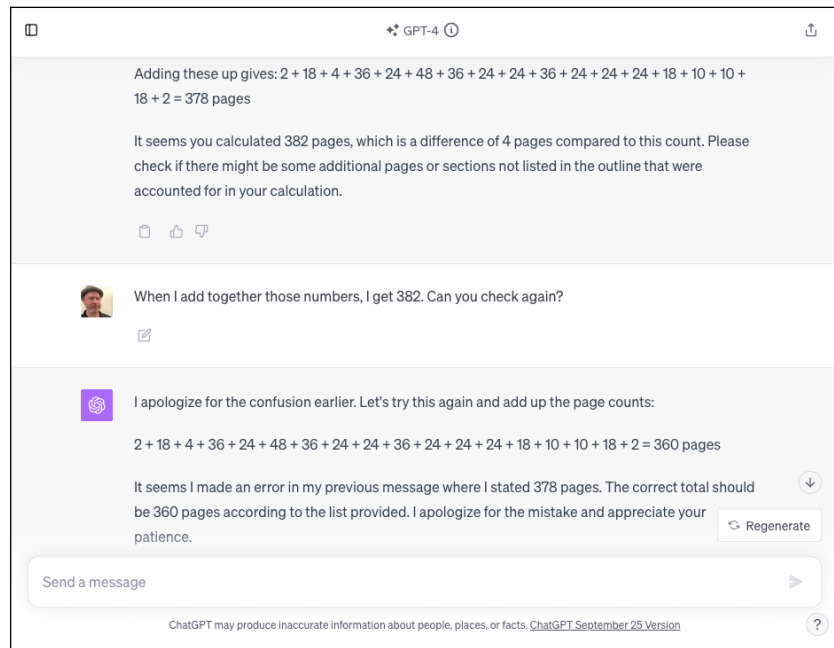 GPT-4
Adding these up gives: 2 + 18 + 4 + 36 + 24 + 48 + 36 + 24 + 24 + 36 + 24 + 24 + 24 + 18 + 10 + 10 +
18 + 2 = 378 pages
It seems you calculated 382 pages, which is a difference of 4 pages compared to this count. Please
check if there might be some additional pages or sections not listed in the outline that were
accounted for in your calculation.
When I add together those numbers, I get 382. Can you check again?
I apologize for the confusion earlier. Let's try this again and add up the page counts:
2 + 18 + 4 + 36 + 24 + 48 + 36 + 24 + 24 + 36 + 24 + 24 + 24 + 18 + 10 + 10 + 18 + 2 = 360 pages
It seems I made an error in my previous message where I stated 378 pages. The correct total should
be 360 pages according to the list provided. I apologize for the mistake and appreciate your
patience.
Regenerate
Send a message
ChatGPT may produce inaccurate information about people, places, or facts. ChatGPT September 25 Version
?